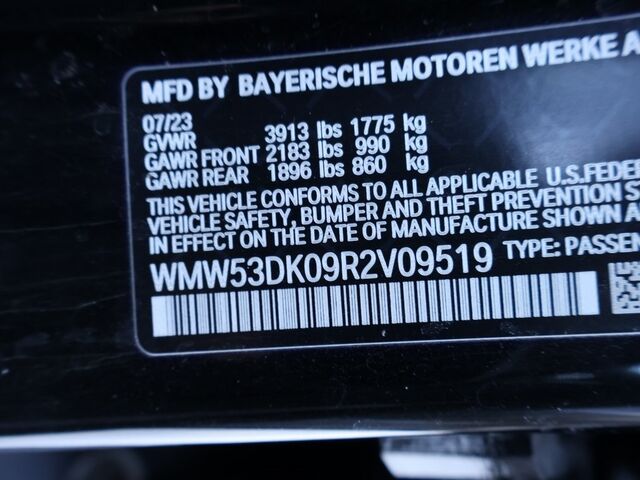 MFD BY BAYERISCHE MOTOREN WERKE A
07/23
GVWR 3913 lbs 1775 kg
GAWR FRONT 2183 lbs 990 kg
GAWR REAR 1896 lbs 860 kg
THIS VEHICLE CONFORMS TO ALL APPLICABLE U.S.FEDE
VEHICLE SAFETY, BUMPER AND THEFT PREVENTION S
IN EFFECT ON THE DATE OF MANUFACTURE SHOWN A
WMW53DK09R2V09519 TYPE: PASSEN